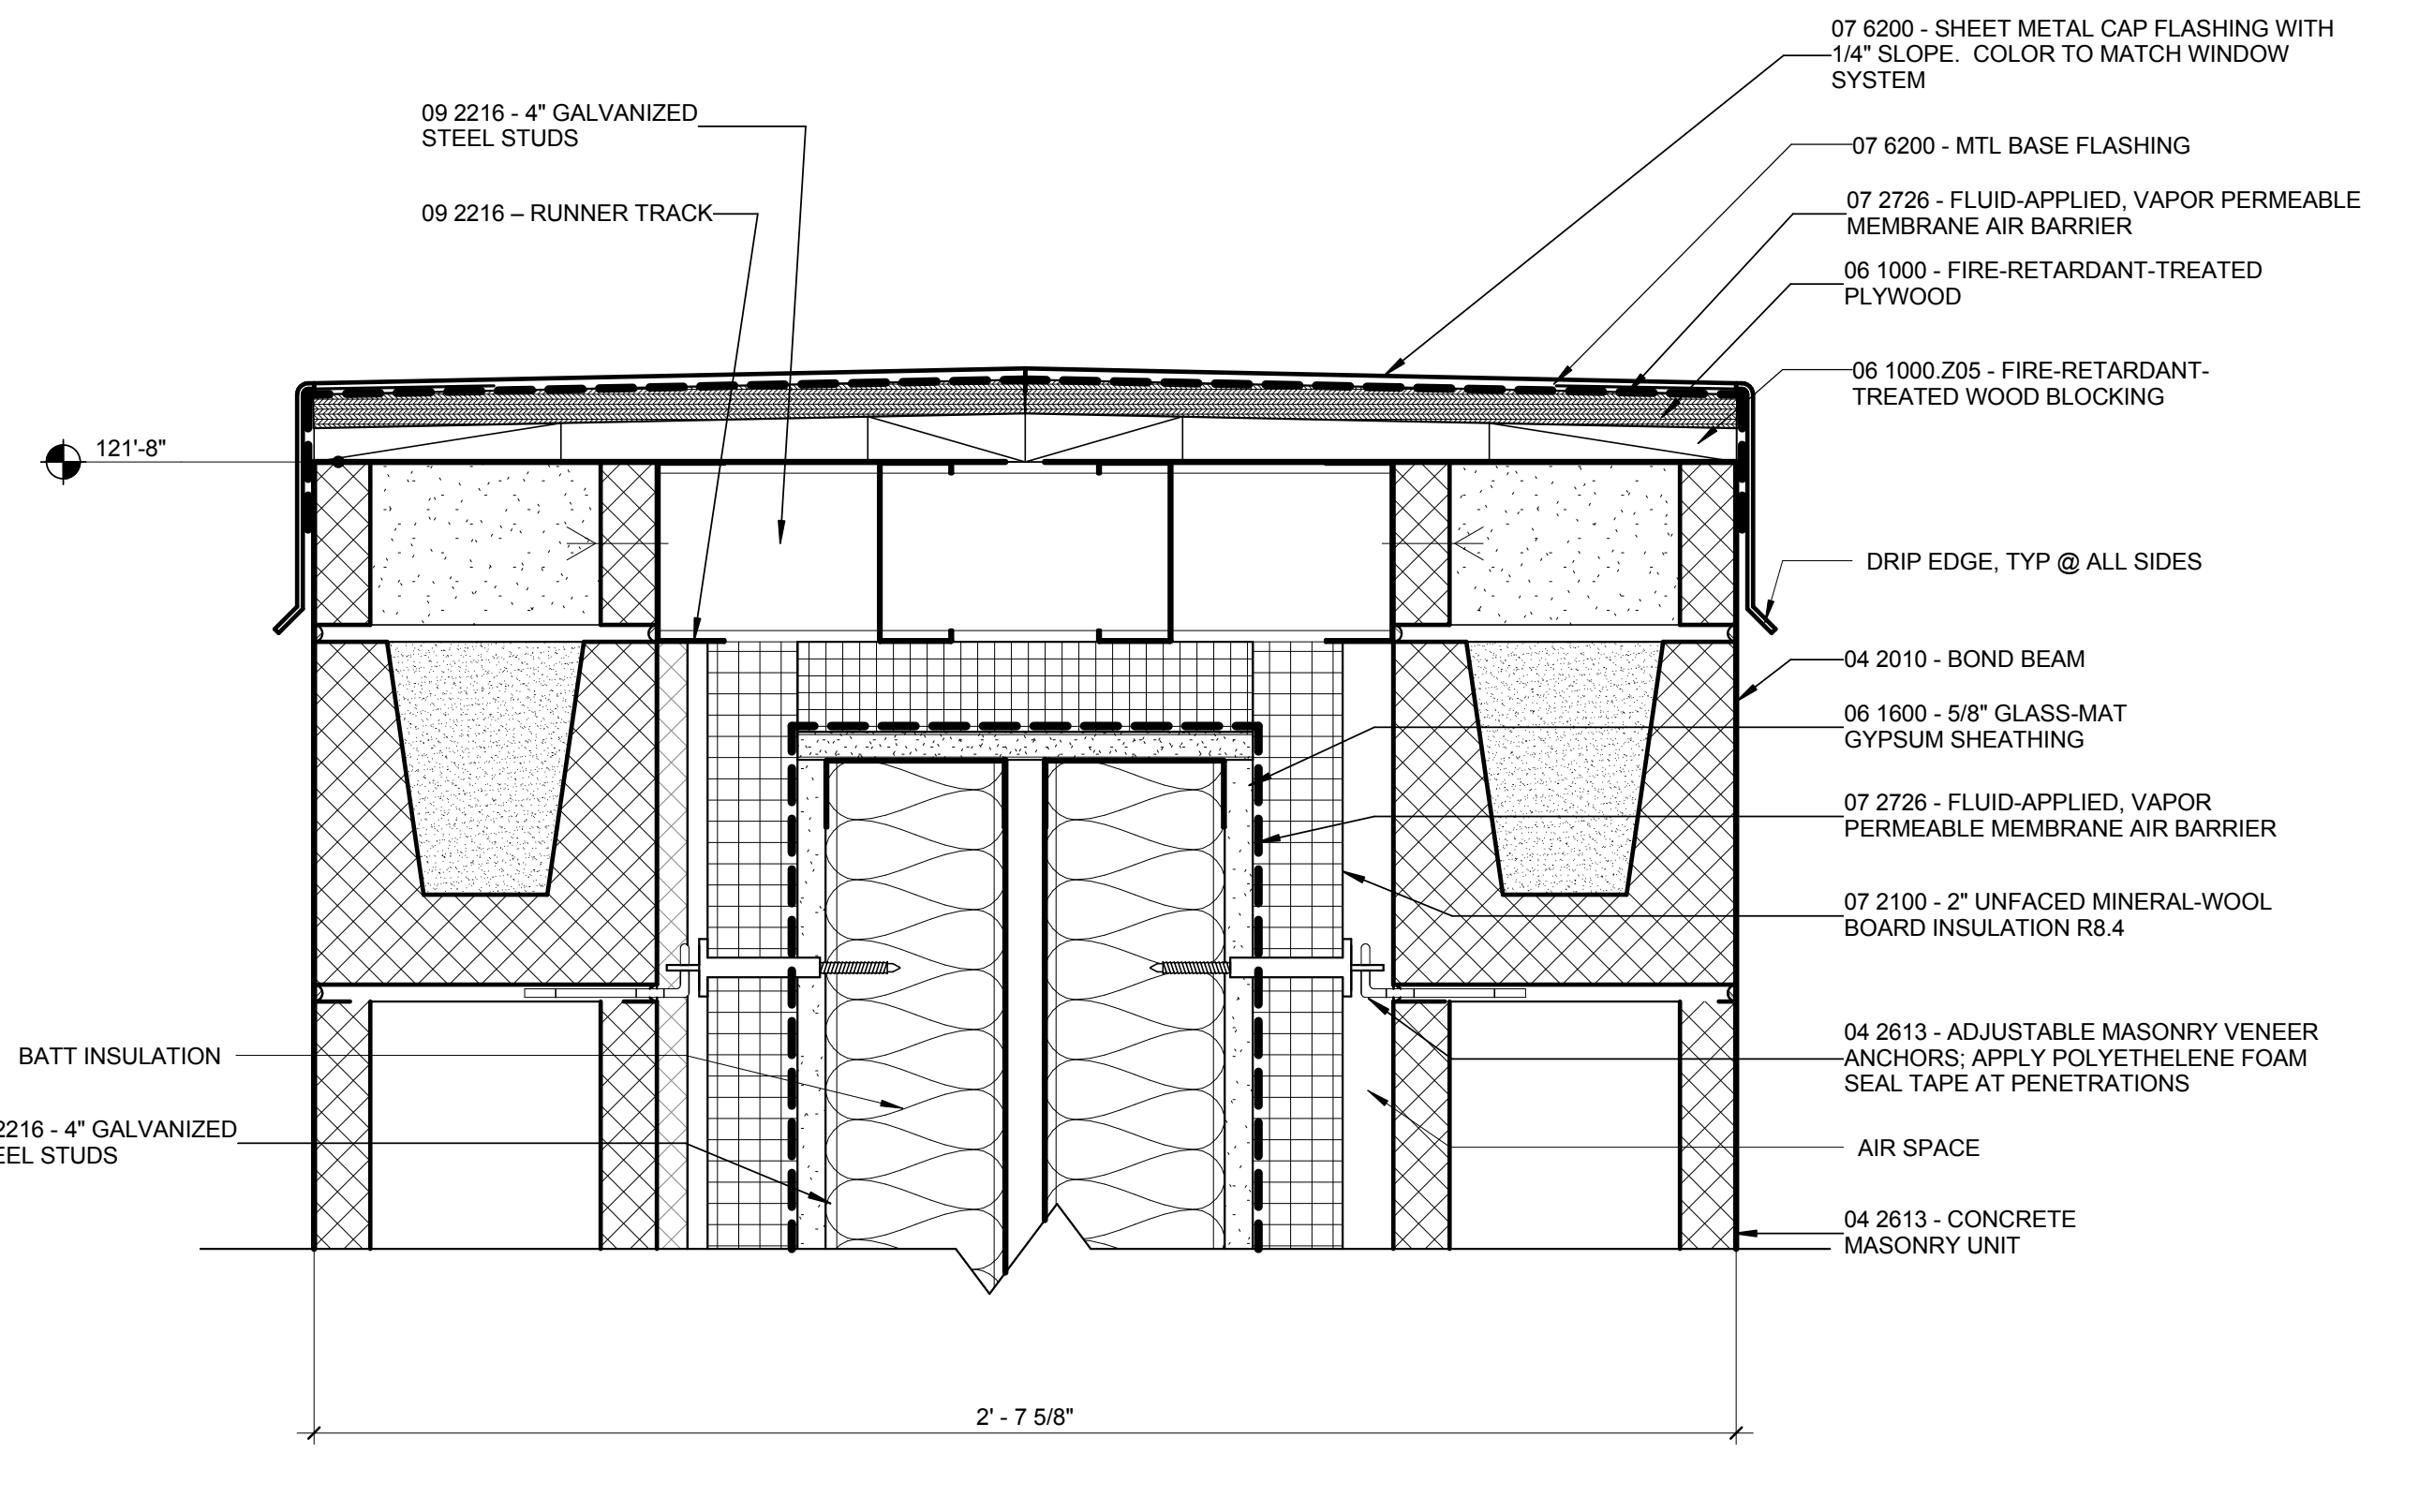 07 6200 - SHEET METAL CAP FLASHING WITH
1/4" SLOPE.  COLOR TO MATCH WINDOW
SYSTEM
09 2216 - 4" GALVANIZED
STEEL STUDS
07 6200 - MTL BASE FLASHING
09 2216 – RUNNER TRACK
07 2726 - FLUID-APPLIED, VAPOR PERMEABLE
MEMBRANE AIR BARRIER
06 1000 - FIRE-RETARDANT-TREATED
PLYWOOD
06 1000.Z05 - FIRE-RETARDANT-
TREATED WOOD BLOCKING
121'-8"
DRIP EDGE, TYP @ ALL SIDES
04 2010 - BOND BEAM
06 1600 - 5/8" GLASS-MAT
GYPSUM SHEATHING
07 2726 - FLUID-APPLIED, VAPOR
PERMEABLE MEMBRANE AIR BARRIER
07 2100 - 2" UNFACED MINERAL-WOOL
BOARD INSULATION R8.4
04 2613 - ADJUSTABLE MASONRY VENEER
ANCHORS; APPLY POLYETHELENE FOAM
SEAL TAPE AT PENETRATIONS
BATT INSULATION
2216 - 4" GALVANIZED
EEL STUDS
AIR SPACE
04 2613 - CONCRETE
MASONRY UNIT
2' - 7 5/8"